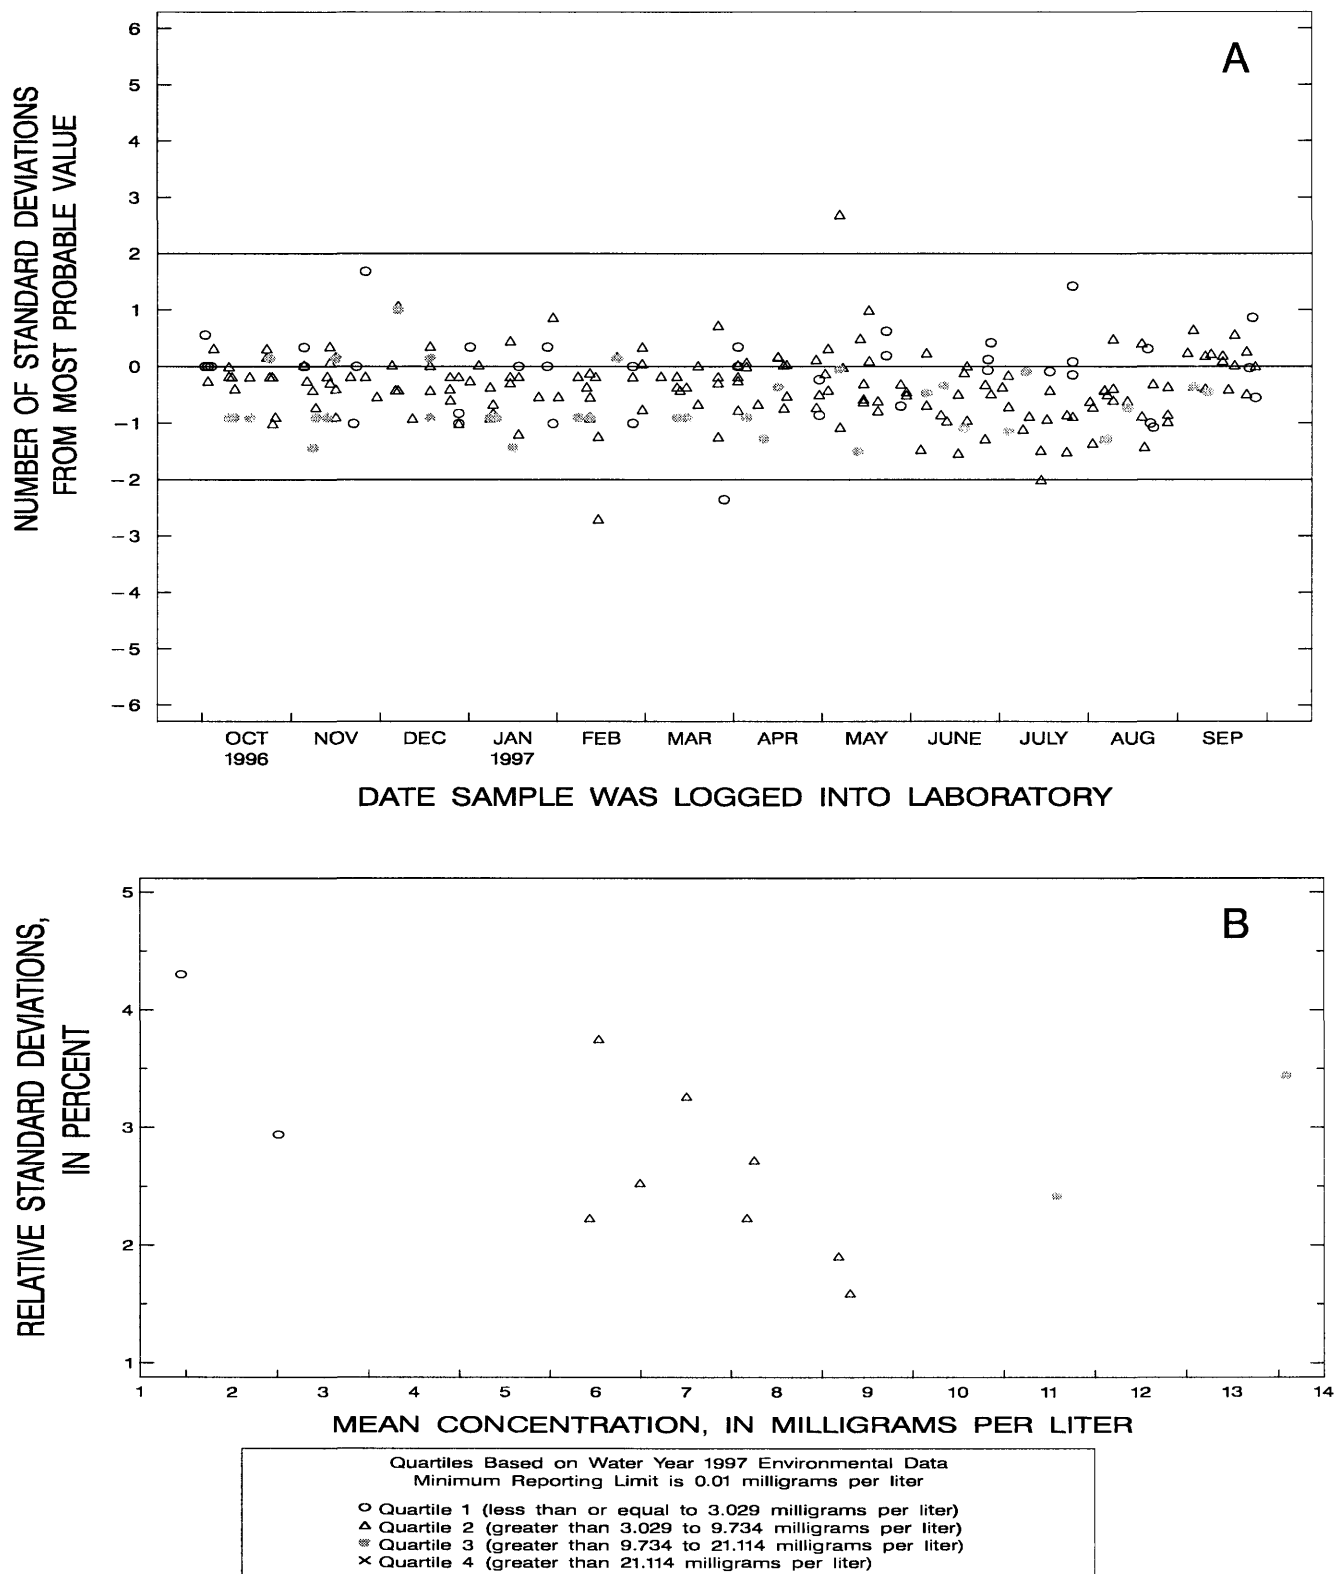 A
NUMBER OF STANDARD DEVIATIONS
FROM MOST PROBABLE VALUE
6
5
4
3
2
1
0
−1
−2
−3
−4
−5
−6
OCT NOV DEC JAN FEB MAR APR MAY JUNE JULY AUG SEP
1996 1997
DATE SAMPLE WAS LOGGED INTO LABORATORY
B
RELATIVE STANDARD DEVIATIONS,
IN PERCENT
5
4
3
2
1
1 2 3 4 5 6 7 8 9 10 11 12 13 14
MEAN CONCENTRATION, IN MILLIGRAMS PER LITER
Quartiles Based on Water Year 1997 Environmental Data
Minimum Reporting Limit is 0.01 milligrams per liter
Quartile 1 (less than or equal to 3.029 milligrams per liter)
Quartile 2 (greater than 3.029 to 9.734 milligrams per liter)
Quartile 3 (greater than 9.734 to 21.114 milligrams per liter)
Quartile 4 (greater than 21.114 milligrams per liter)